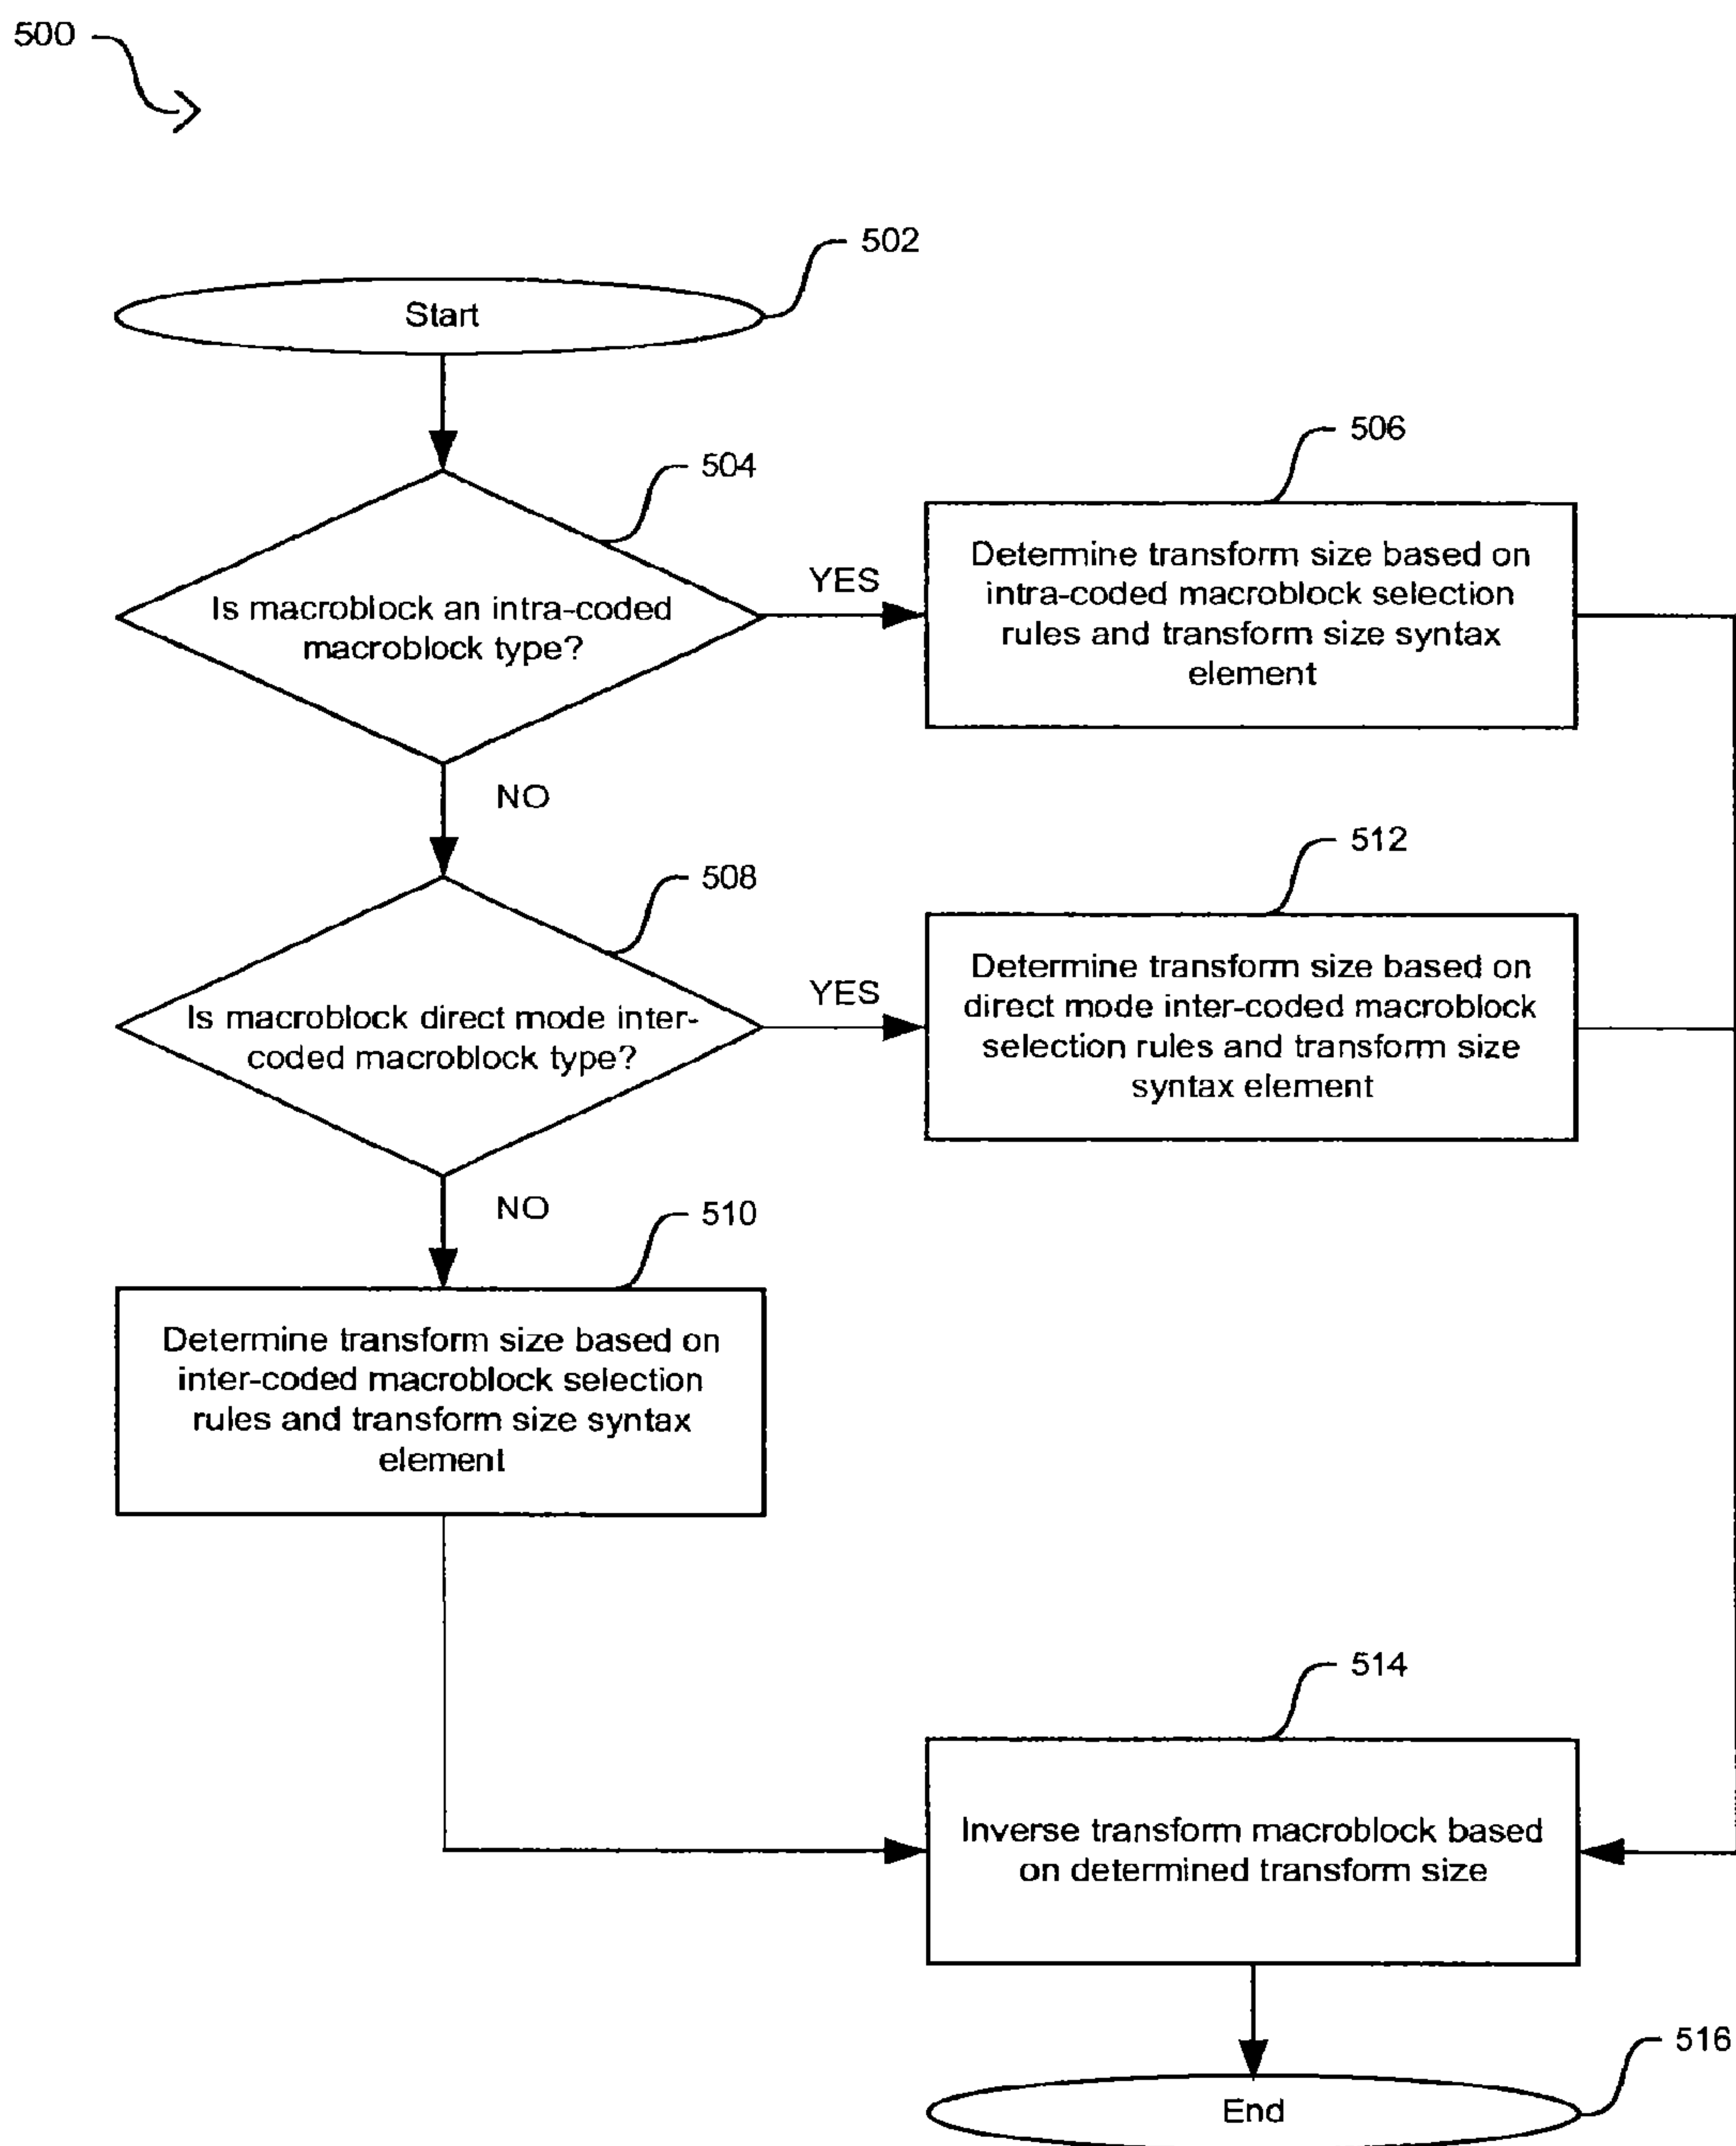 500
502
Start
504
506
Is macroblock an intra-coded
macroblock type?
YES
Determine transform size based on
intra-coded macroblock selection
rules and transform size syntax
element
NO
508
512
Is macroblock direct mode inter-
coded macroblock type?
YES
Determine transform size based on
direct mode inter-coded macroblock
selection rules and transform size
syntax element
NO
510
Determine transform size based on
inter-coded macroblock selection
rules and transform size syntax
element
514
Inverse transform macroblock based
on determined transform size
516
End